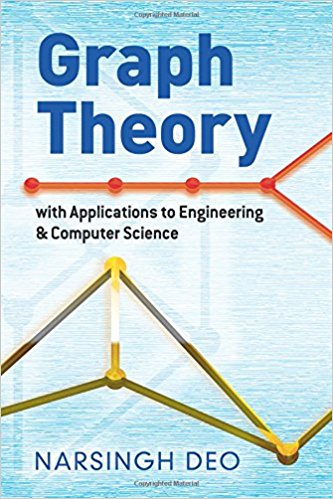 Graph
Theory
with Applications to Engineering
& Computer Science
NARSINGH DEO